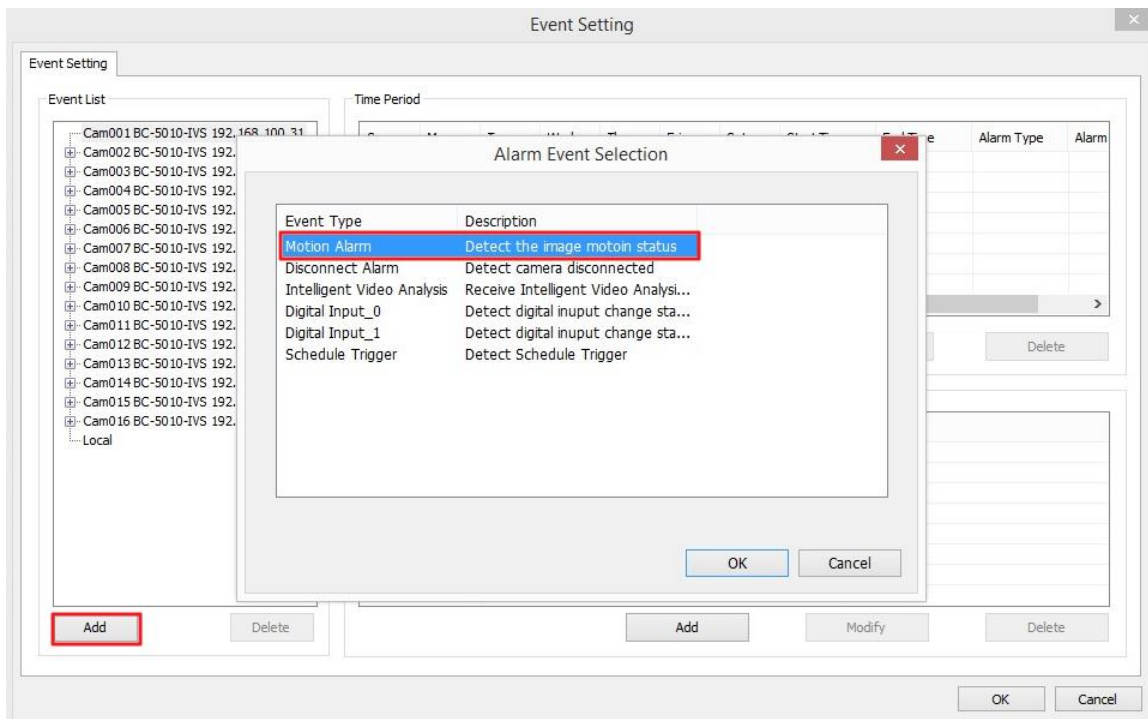 Event Setting
Event Setting
Event List
Time Period
Cam001 BC-5010-IVS 192.168.100.31
Cam002 BC-5010-IVS 192.
Cam003 BC-5010-IVS 192.
Cam004 BC-5010-IVS 192.
Cam005 BC-5010-IVS 192.
Cam006 BC-5010-IVS 192.
Cam007 BC-5010-IVS 192.
Cam008 BC-5010-IVS 192.
Cam009 BC-5010-IVS 192.
Cam010 BC-5010-IVS 192.
Cam011 BC-5010-IVS 192.
Cam012 BC-5010-IVS 192.
Cam013 BC-5010-IVS 192.
Cam014 BC-5010-IVS 192.
Cam015 BC-5010-IVS 192.
Cam016 BC-5010-IVS 192.
Local
Add Delete
Alarm Type Alarm
Delete
Alarm Event Selection
Event Type Description
Motion Alarm Detect the image motoin status
Disconnect Alarm Detect camera disconnected
Intelligent Video Analysis Receive Intelligent Video Analysi...
Digital Input_0 Detect digital inuput change sta...
Digital Input_1 Detect digital inuput change sta...
Schedule Trigger Detect Schedule Trigger
OK Cancel
Add Modify Delete
OK Cancel